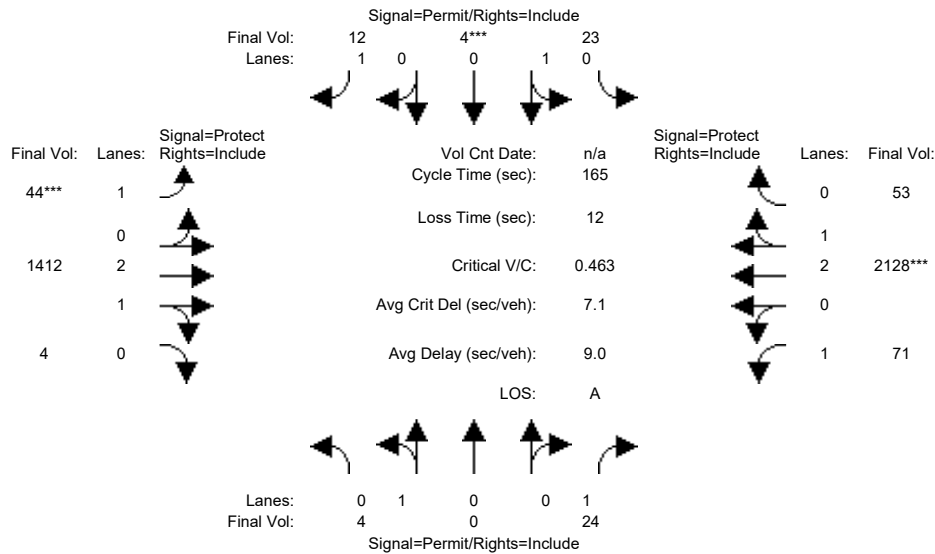 Signal=Permit/Rights=Include
Final Vol: 12 4*** 23
Lanes: 1 0 0 1 0
Signal=Protect
Final Vol: Lanes: Rights=Include
Vol Cnt Date: n/a
Signal=Protect
Rights=Include Lanes: Final Vol:
Cycle Time (sec): 165
44*** 1
0 53
Loss Time (sec): 12
0
1
1412 2
Critical V/C: 0.463
2 2128***
1
Avg Crit Del (sec/veh): 7.1
0
4 0
Avg Delay (sec/veh): 9.0
1 71
LOS: A
Lanes: 0 1 0 0 1
Final Vol: 4 0 24
Signal=Permit/Rights=Include